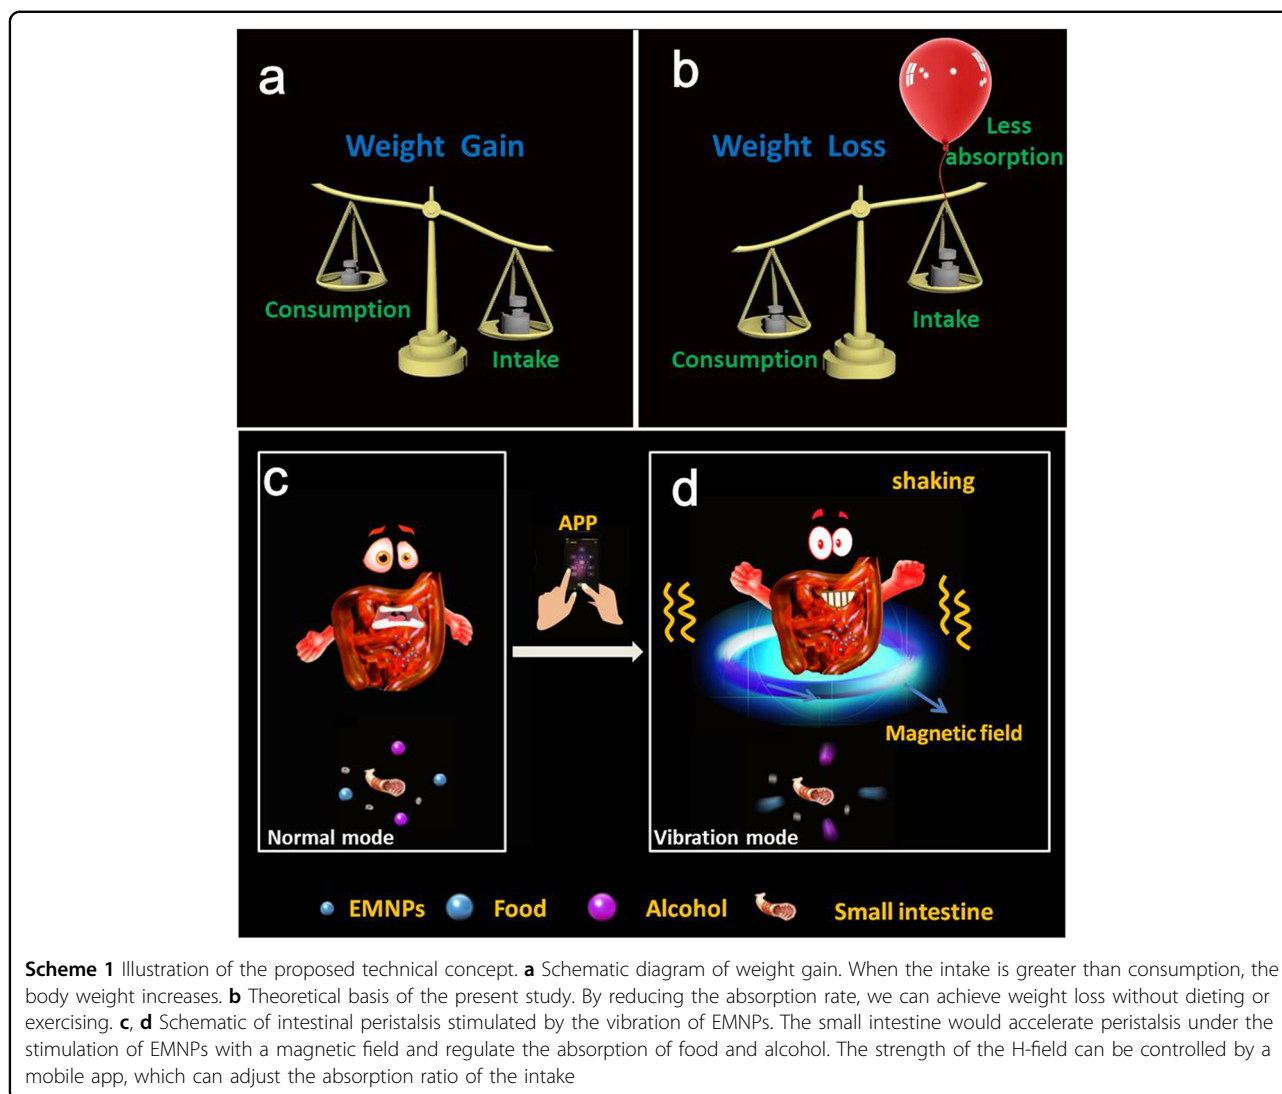 a
b
Weight Gain
Weight Loss
Less
absorption
Consumption
Intake
Consumption
Intake
c
d
APP
shaking
Magnetic field
Normal mode
Vibration mode
EMNPs
Food
Alcohol
Small intestine
Scheme 1 Illustration of the proposed technical concept. a Schematic diagram of weight gain. When the intake is greater than consumption, the
body weight increases. b Theoretical basis of the present study. By reducing the absorption rate, we can achieve weight loss without dieting or
exercising. c, d Schematic of intestinal peristalsis stimulated by the vibration of EMNPs. The small intestine would accelerate peristalsis under the
stimulation of EMNPs with a magnetic field and regulate the absorption of food and alcohol. The strength of the H-field can be controlled by a
mobile app, which can adjust the absorption ratio of the intake